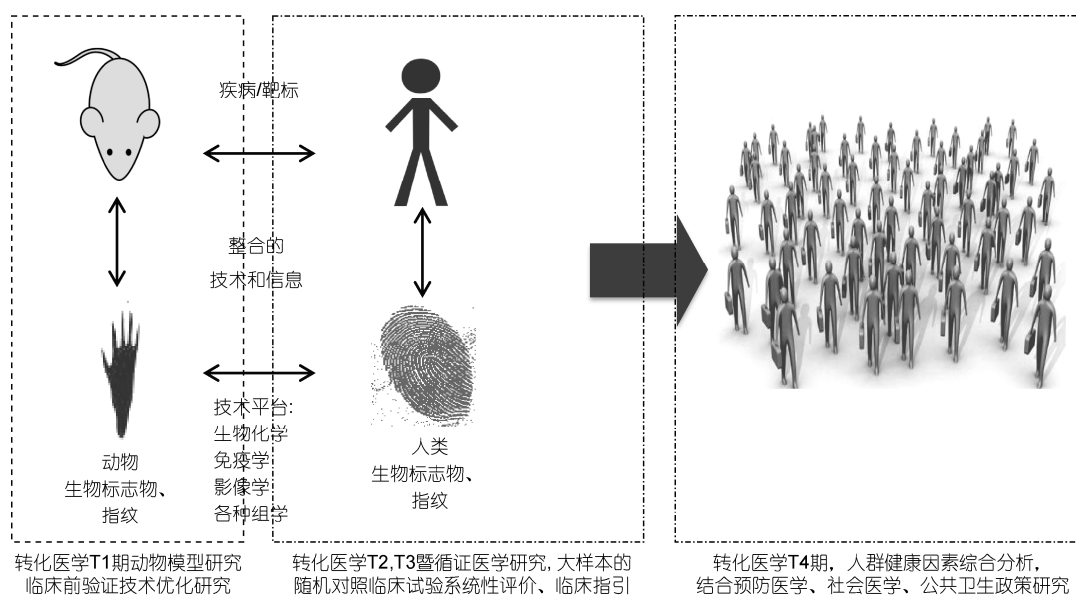 疾病/靶标
整合的
技术和信息
技术平台:
生物化学
免疫学
影像学
各种组学
动物
生物标志物、
指纹
人类
生物标志物、
指纹
转化医学T1期动物模型研究
临床前验证技术优化研究
转化医学T2,T3暨循证医学研究, 大样本的
随机对照临床试验系统性评价、临床指引
转化医学T4期，人群健康因素综合分析，
结合预防医学、社会医学、公共卫生政策研究